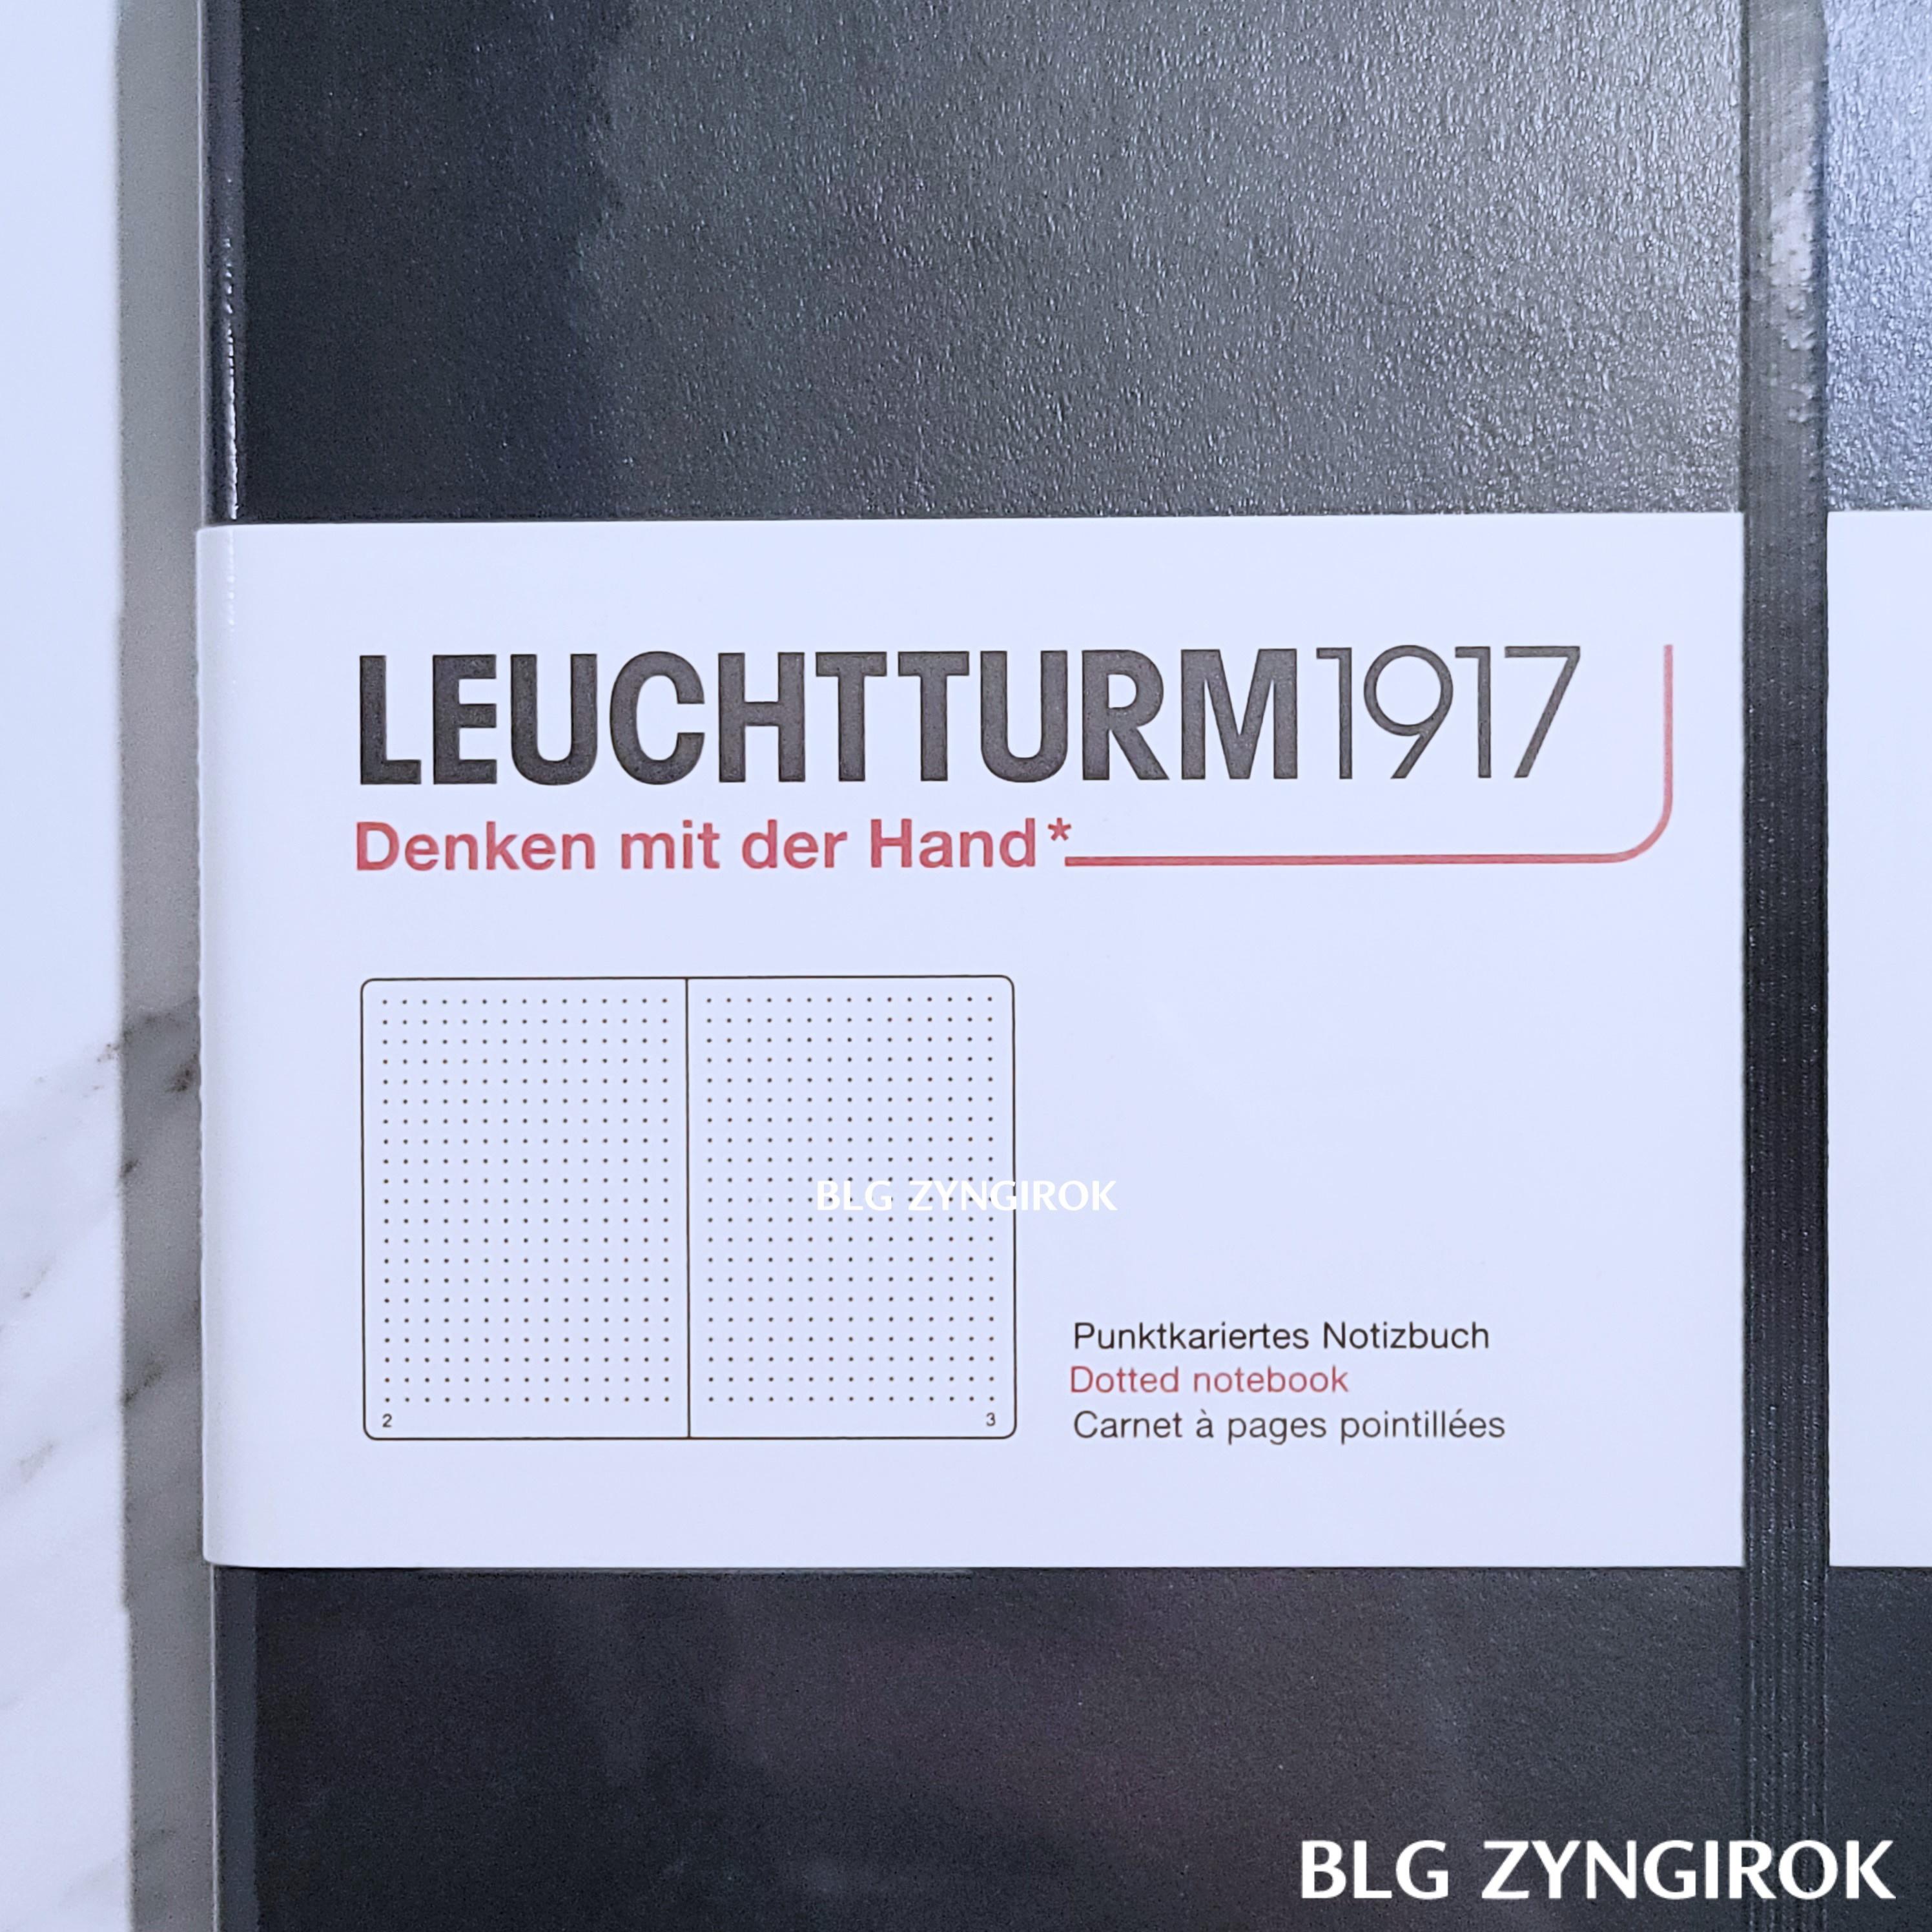 LEUCHTTURM1917
Denken mit der Hand*
BLG ZYNGIROK
Punktkariertes Notizbuch
Dotted notebook
Carnet à pages pointillées
2
3
BLG ZYNGIROK